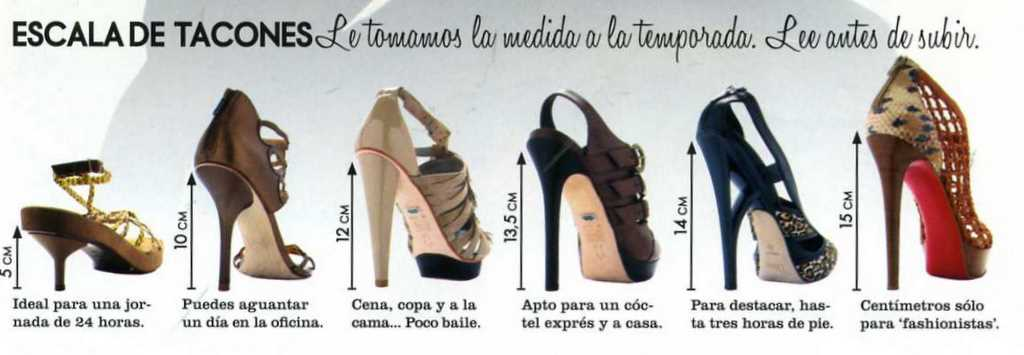 ESCALA DE TACONES Le tomamos la medida a la temporada. Lee antes de subir.
5 CM
10 CM
12 CM
13,5 CM
14 CM
15 CM
Ideal para una jor-
nada de 24 horas.
Puedes aguantar
un día en la oficina.
Cena, copa y a la
cama... Poco baile.
Apto para un cóc-
tel exprés y a casa.
Para destacar, has-
ta tres horas de pie.
Centímetros sólo
para ‘fashionistas’.